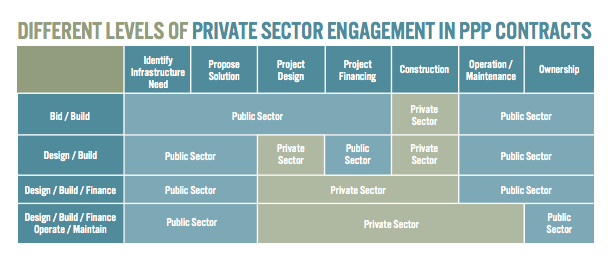 DIFFERENT LEVELS OF PRIVATE SECTOR ENGAGEMENT IN PPP CONTRACTS
Identify
Infrastructure
Need
Propose
Solution
Project
Design
Project
Financing
Construction
Operation /
Maintenance
Ownership
Bid / Build
Public Sector
Private
Sector
Public Sector
Design / Build
Public Sector
Private
Sector
Public
Sector
Private
Sector
Public Sector
Design / Build / Finance
Public Sector
Private Sector
Public Sector
Design / Build / Finance
Operate / Maintain
Public Sector
Private Sector
Public
Sector